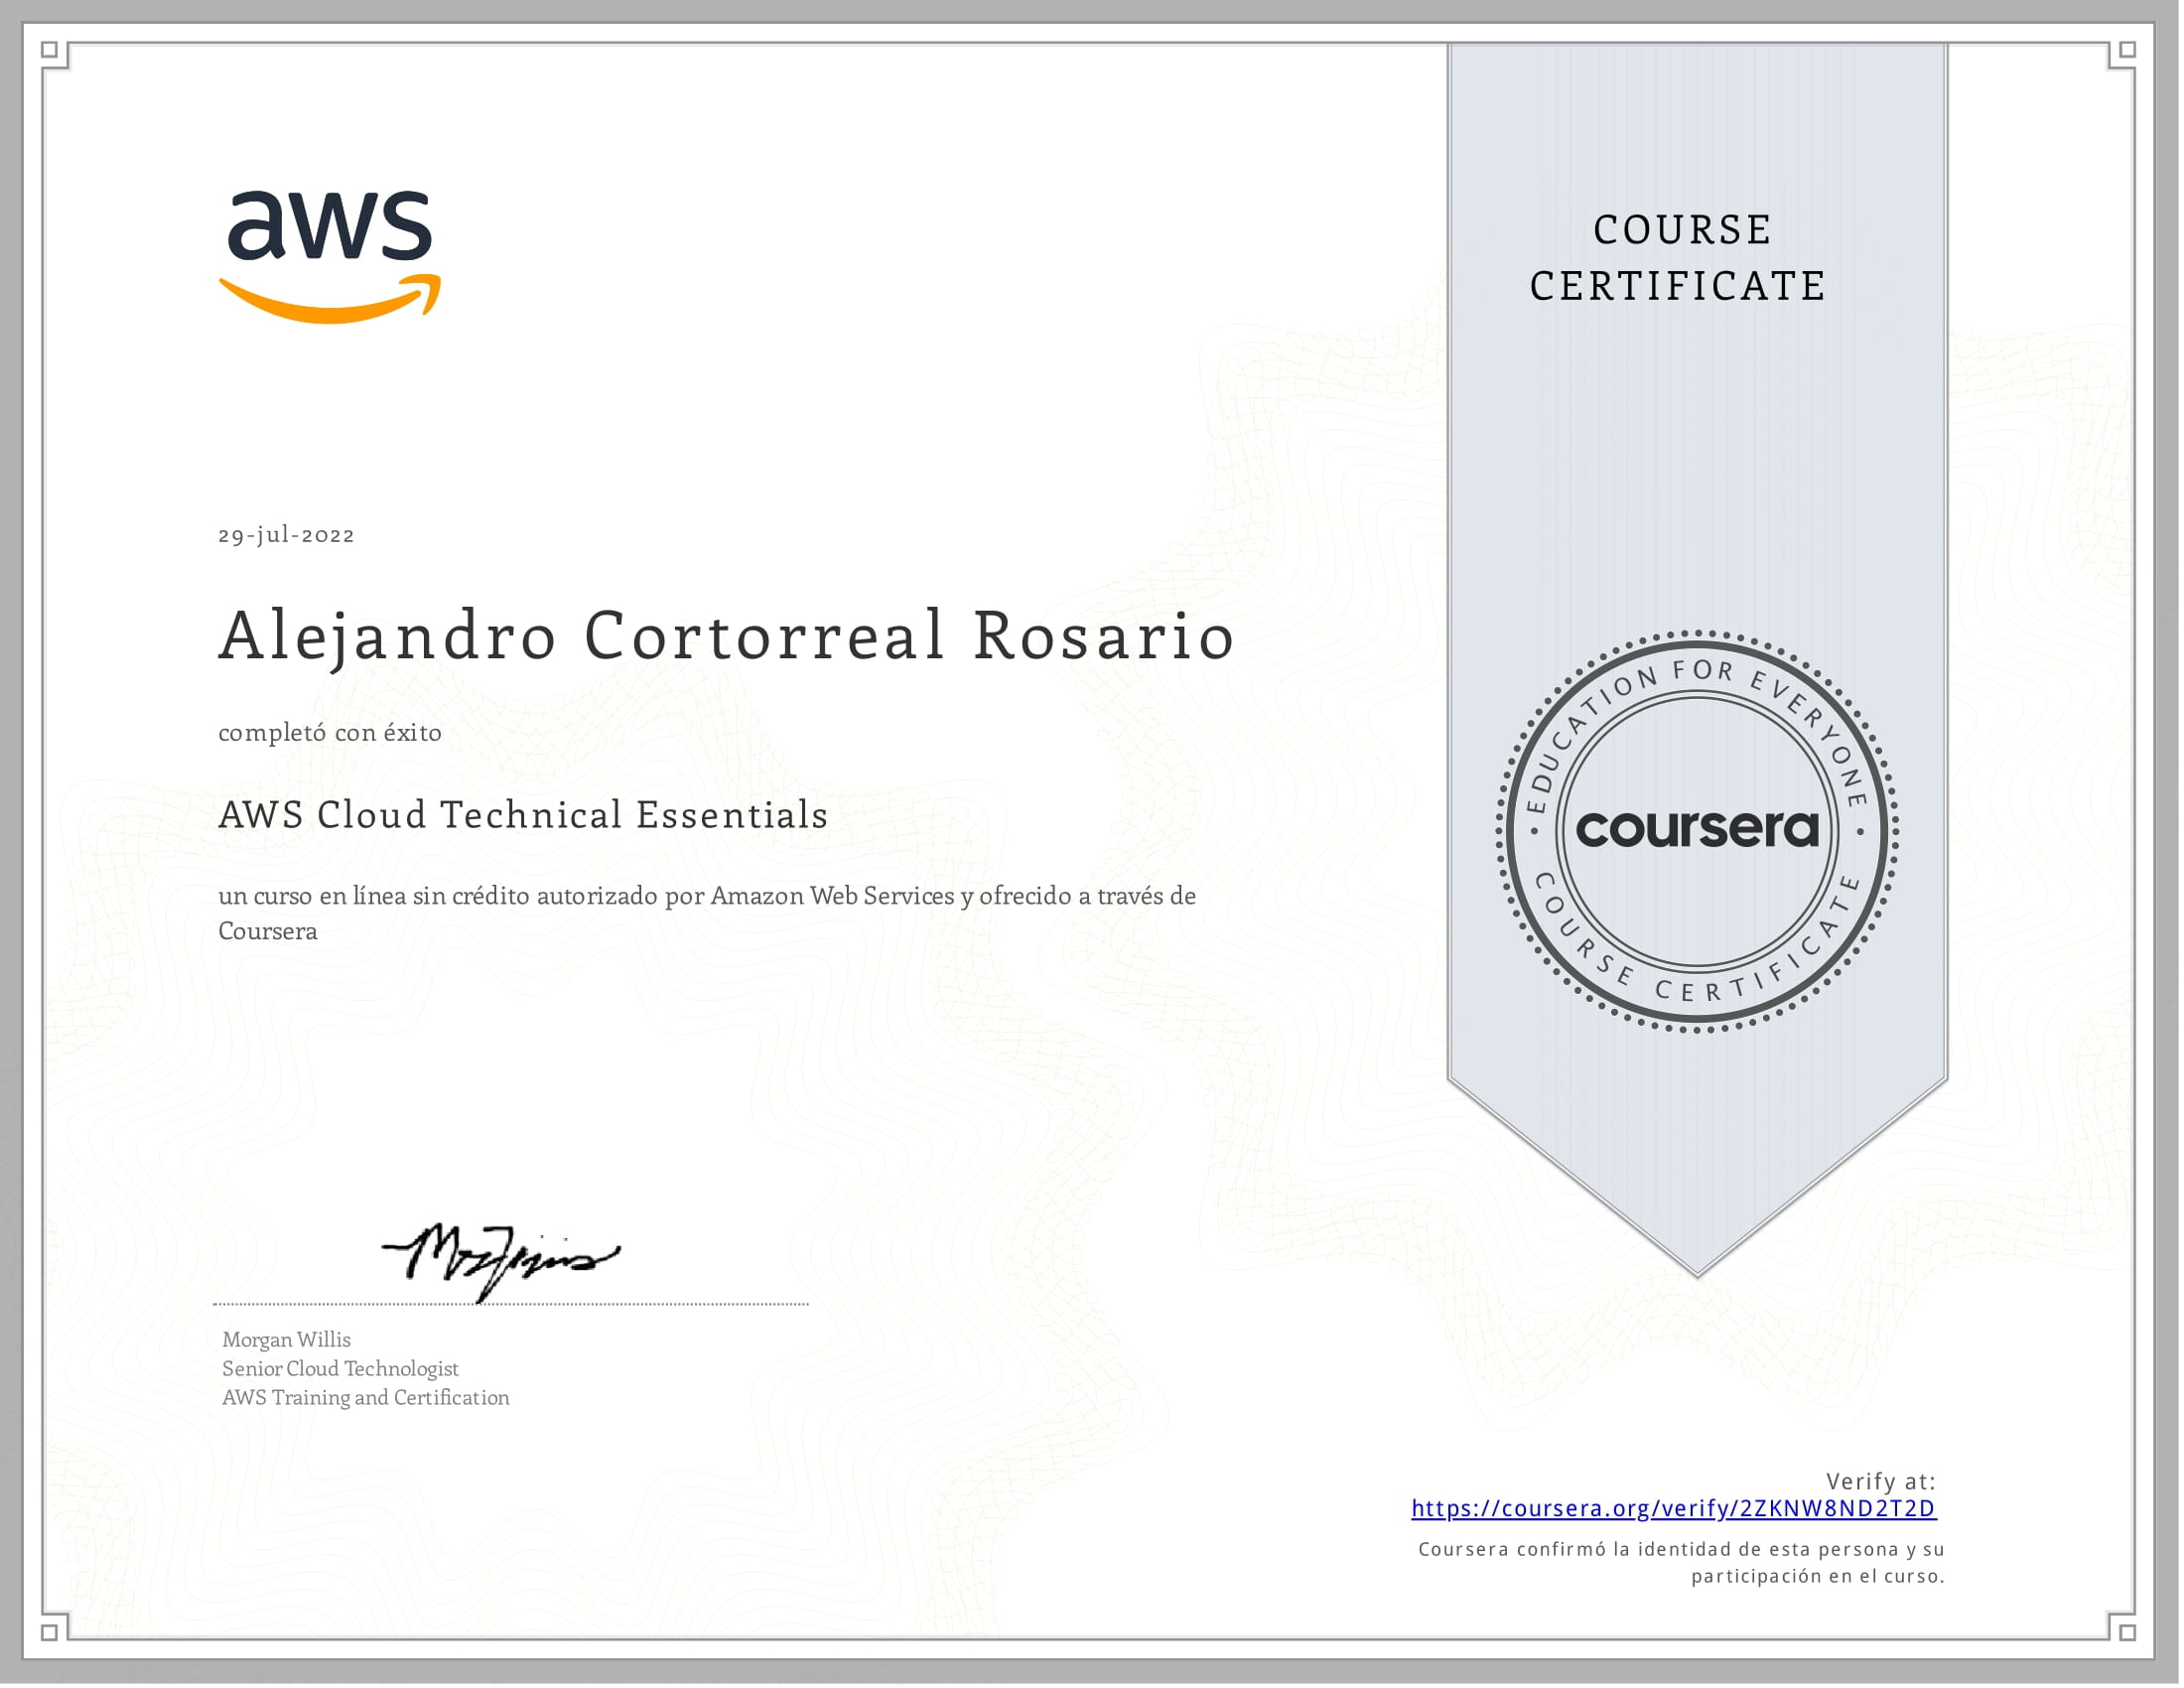 aws
COURSE
CERTIFICATE
29-jul-2022
Alejandro Cortorreal Rosario
completó con éxito
AWS Cloud Technical Essentials
un curso en línea sin crédito autorizado por Amazon Web Services y ofrecido a través de
Coursera
EDUCATION FOR EVERYONE
coursera
COURSE CERTIFICATE
Morgan Willis
Senior Cloud Technologist
AWS Training and Certification
Verify at:
https://coursera.org/verify/2ZKNW8ND2T2D
Coursera confirmó la identidad de esta persona y su
participación en el curso.